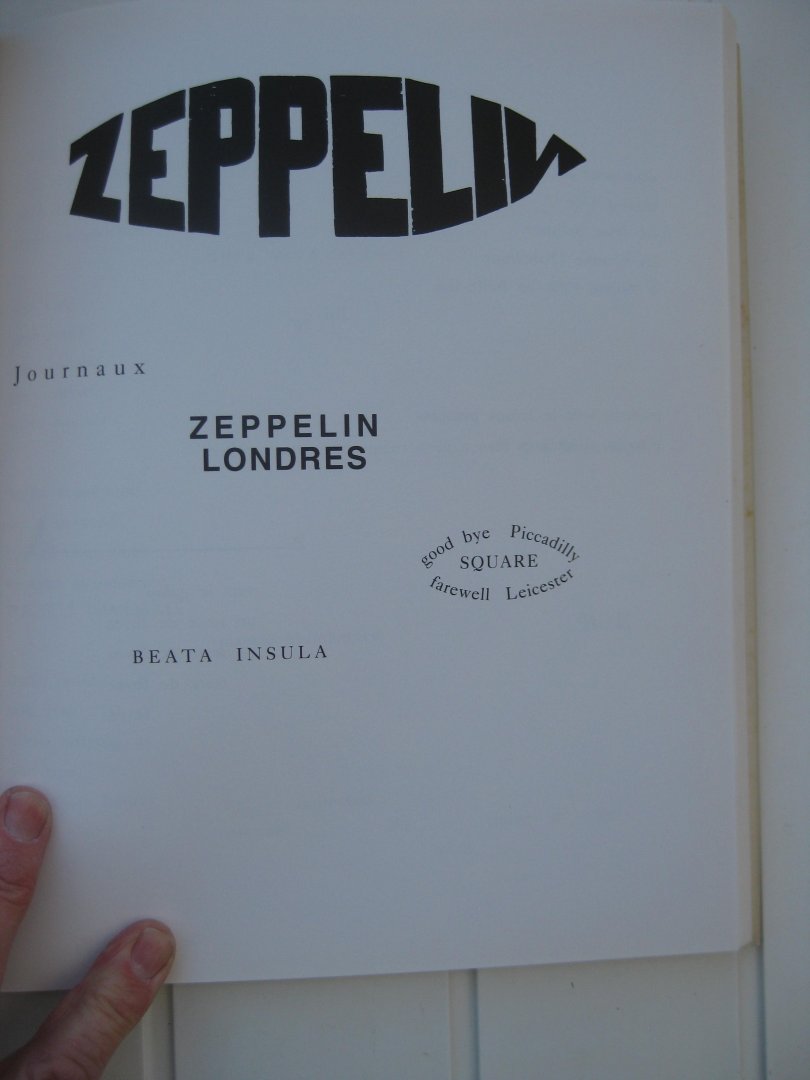 ZEPPELIN
Journaux
ZEPPELIN
LONDRES
good bye Piccadilly
SQUARE
farewell Leicester
BEATA INSULA